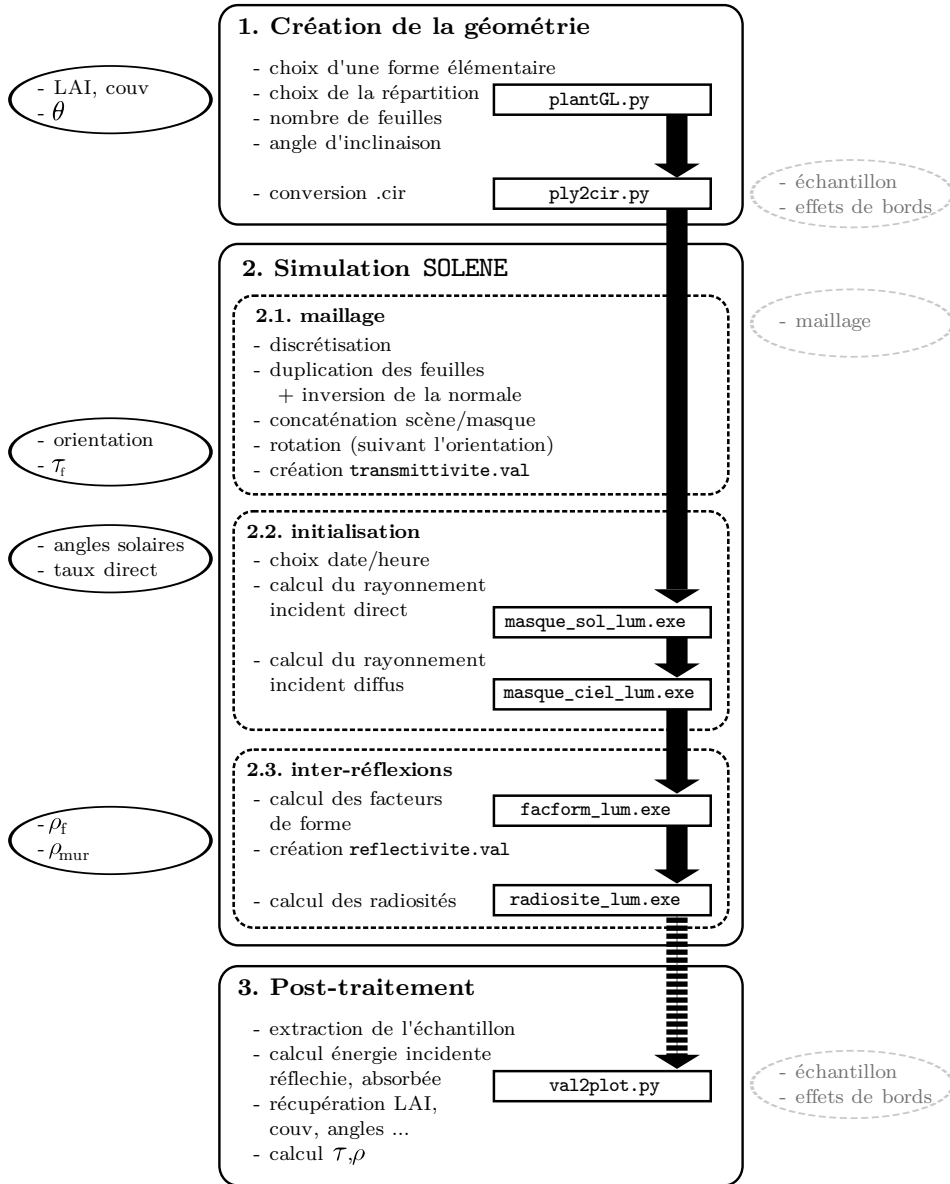 1. Création de la géométrie
- LAI, couv
- θ
- choix d'une forme élémentaire
- choix de la répartition
- nombre de feuilles
- angle d'inclinaison
plantGL.py
- conversion .cir
ply2cir.py
- échantillon
- effets de bords
2. Simulation SOLENE
2.1. maillage
- maillage
- discrétisation
- duplication des feuilles
+ inversion de la normale
- concaténation scène/masque
- rotation (suivant l'orientation)
- création transmittivite.val
- orientation
- τf
2.2. initialisation
- angles solaires
- taux direct
- choix date/heure
- calcul du rayonnement
incident direct
masque_sol_lum.exe
- calcul du rayonnement
incident diffus
masque_ciel_lum.exe
2.3. inter-réflexions
- calcul des facteurs
de forme
facform_lum.exe
- création reflectivite.val
- ρf
- ρmur
- calcul des radiosités
radiosite_lum.exe
3. Post-traitement
- extraction de l'échantillon
- calcul énergie incidente
réflechie, absorbée
- récupération LAI,
couv, angles ...
- calcul τ,ρ
val2plot.py
- échantillon
- effets de bords